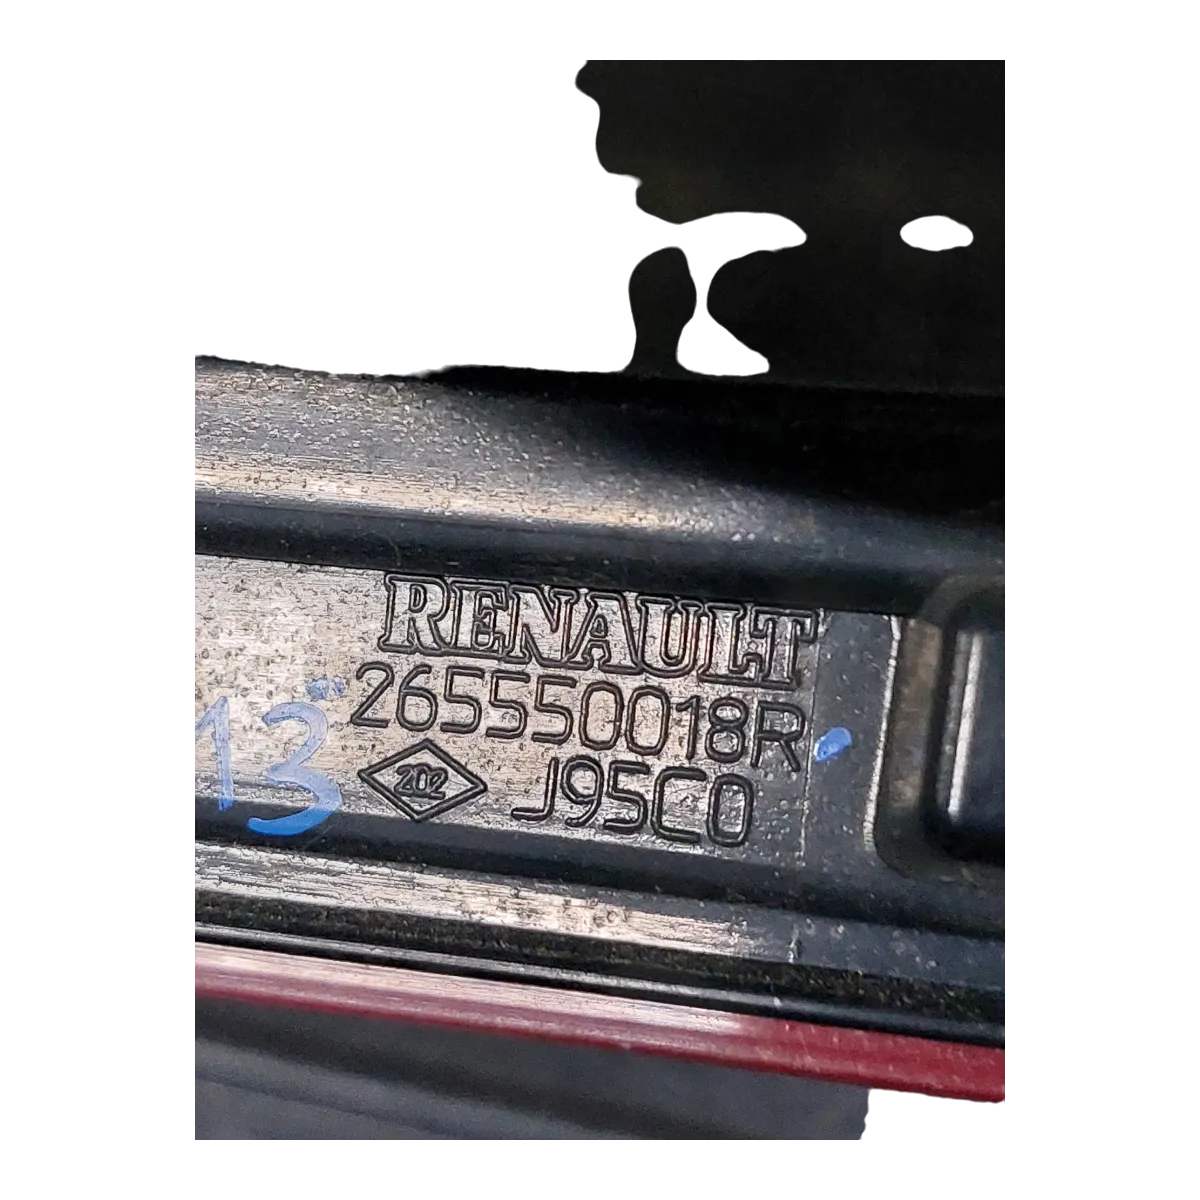 RENAULT
265550018R
202 J95C0
13"